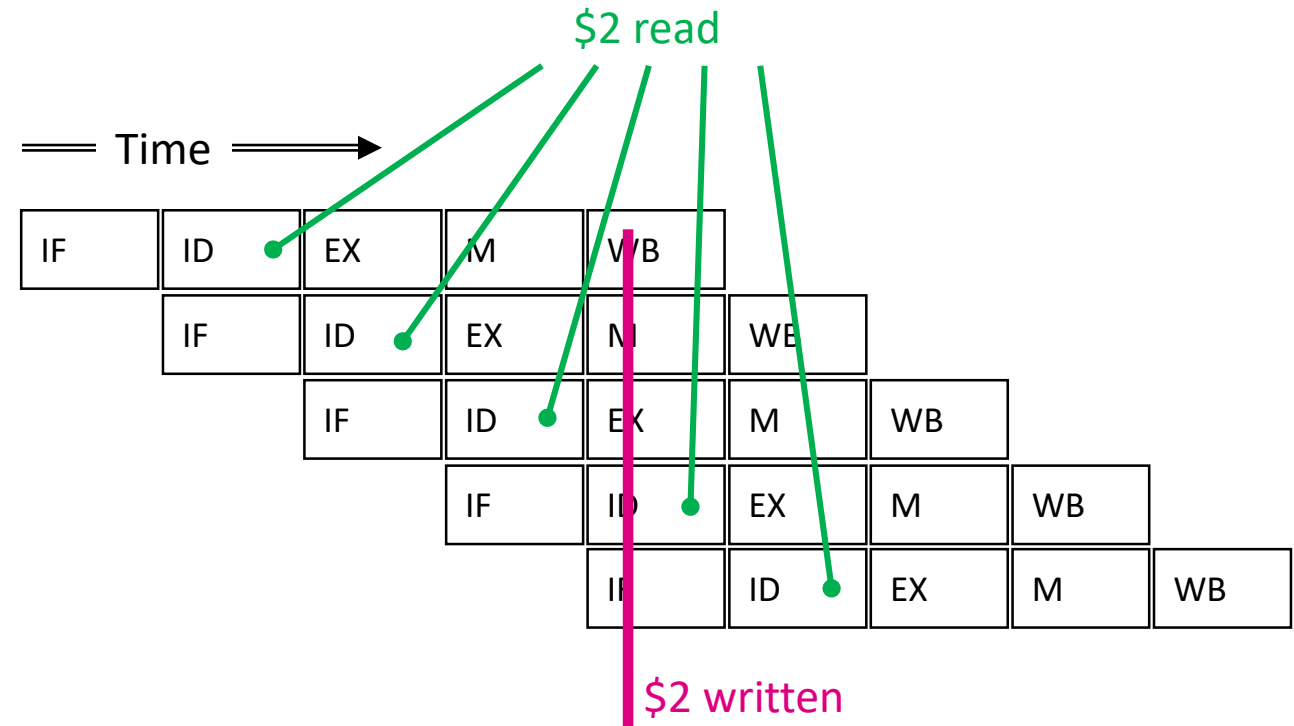 $2 read
Time
IF ID EX M WB
IF ID EX M WB
IF ID EX M WB
IF ID EX M WB
IF ID EX M WB
$2 written